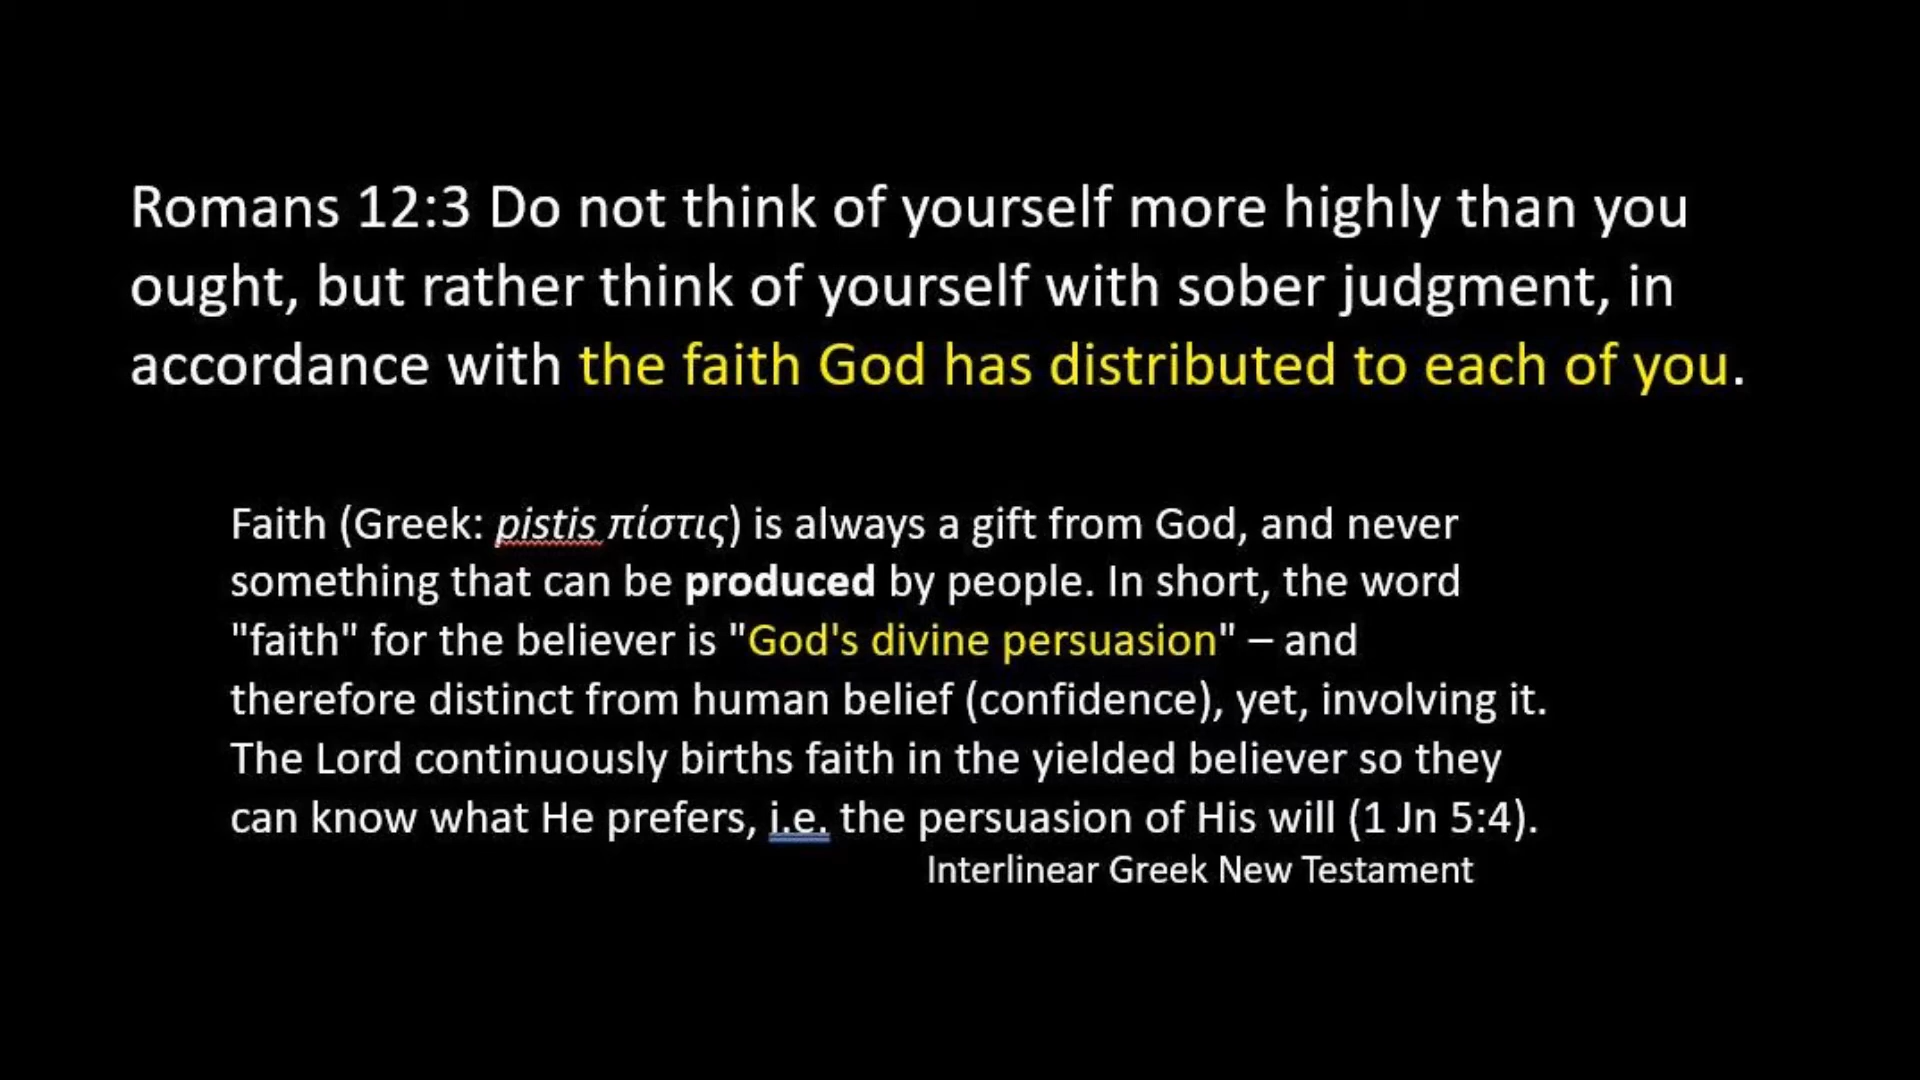 Romans 12:3 Do not think of yourself more highly than you
ought, but rather think of yourself with sober judgment, in
accordance with the faith God has distributed to each of you.
Faith (Greek: pistis πίστις) is always a gift from God, and never
something that can be produced by people. In short, the word
"faith" for the believer is "God's divine persuasion" – and
therefore distinct from human belief (confidence), yet, involving it.
The Lord continuously births faith in the yielded believer so they
can know what He prefers, i.e. the persuasion of His will (1 Jn 5:4).
Interlinear Greek New Testament